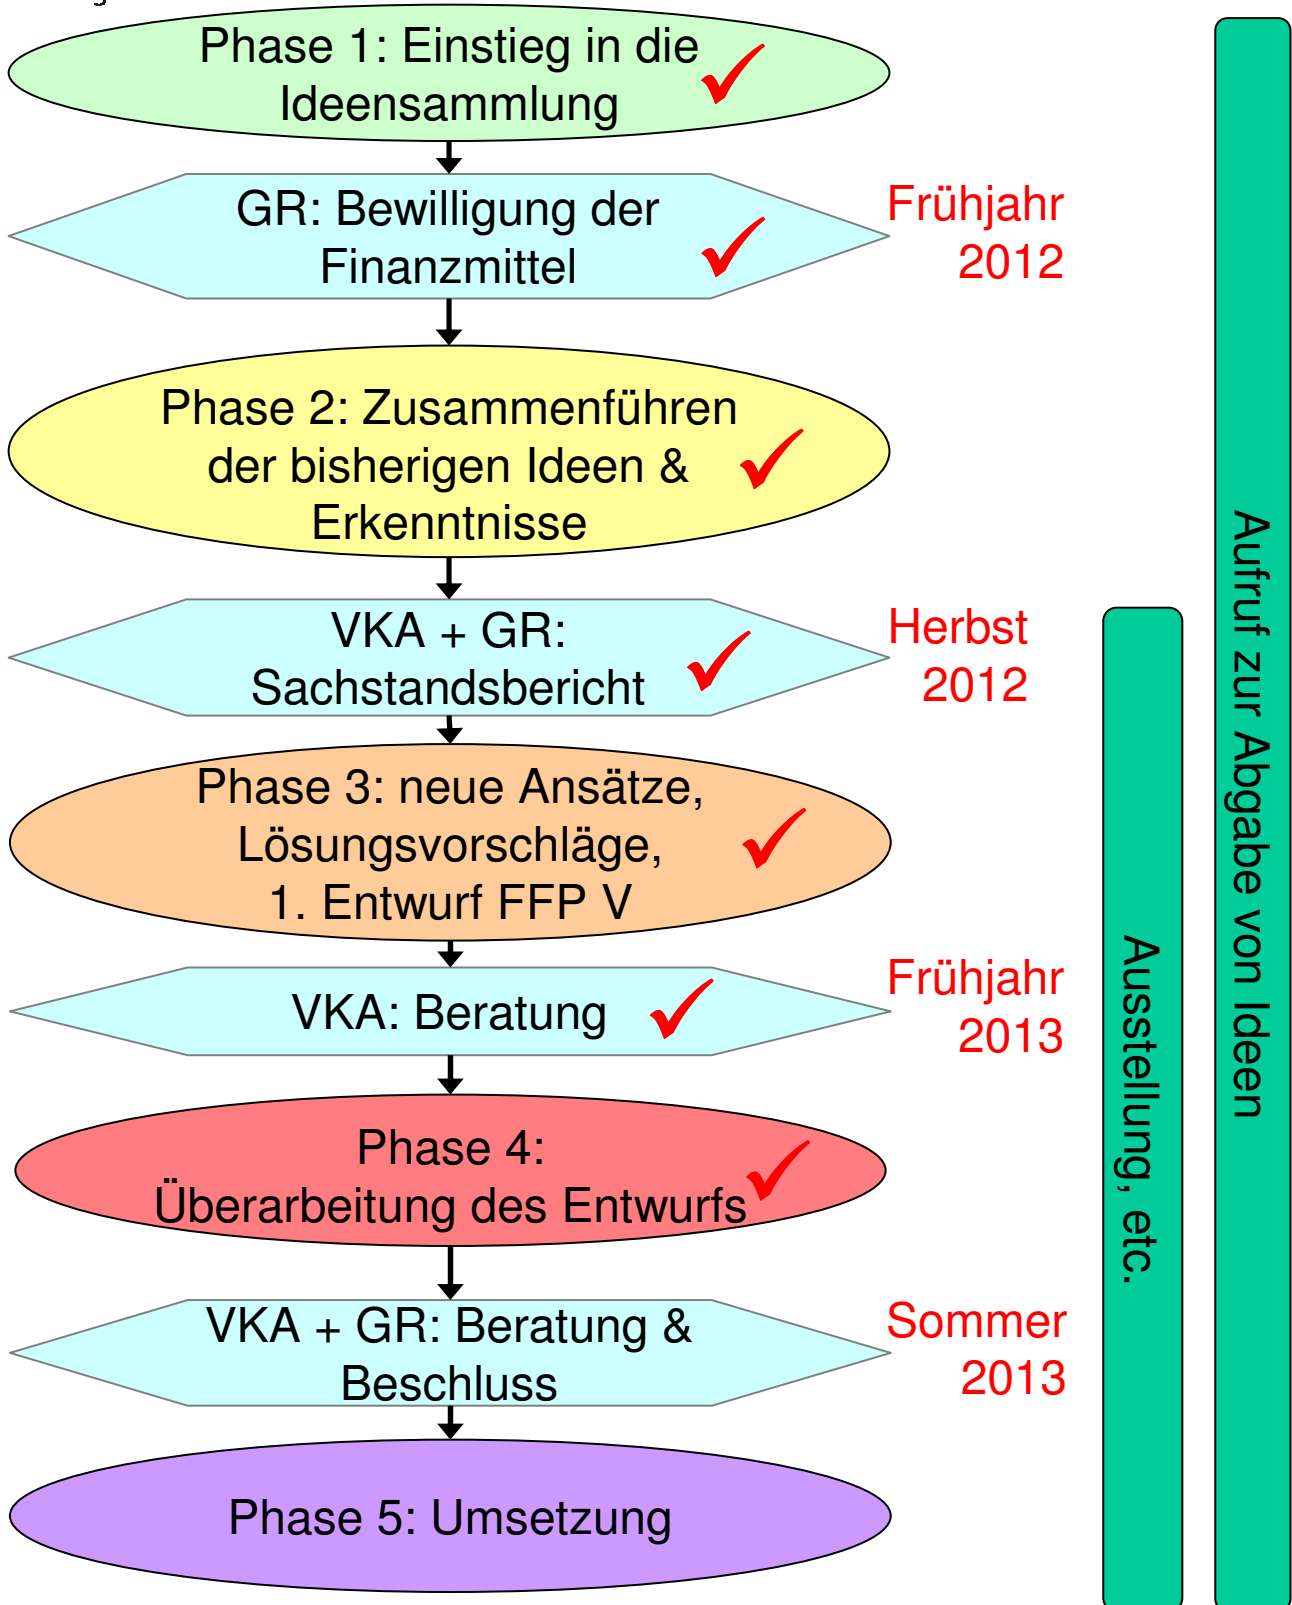 Phase 1: Einstieg in die
Ideensammlung
GR: Bewilligung der
Finanzmittel
Frühjahr
2012
Phase 2: Zusammenführen
der bisherigen Ideen &
Erkenntnisse
VKA + GR:
Sachstandsbericht
Herbst
2012
Phase 3: neue Ansätze,
Lösungsvorschläge,
1. Entwurf FFP V
VKA: Beratung
Frühjahr
2013
Phase 4:
Überarbeitung des Entwurfs
VKA + GR: Beratung &
Beschluss
Sommer
2013
Phase 5: Umsetzung
Ausstellung, etc.
Aufruf zur Abgabe von Ideen